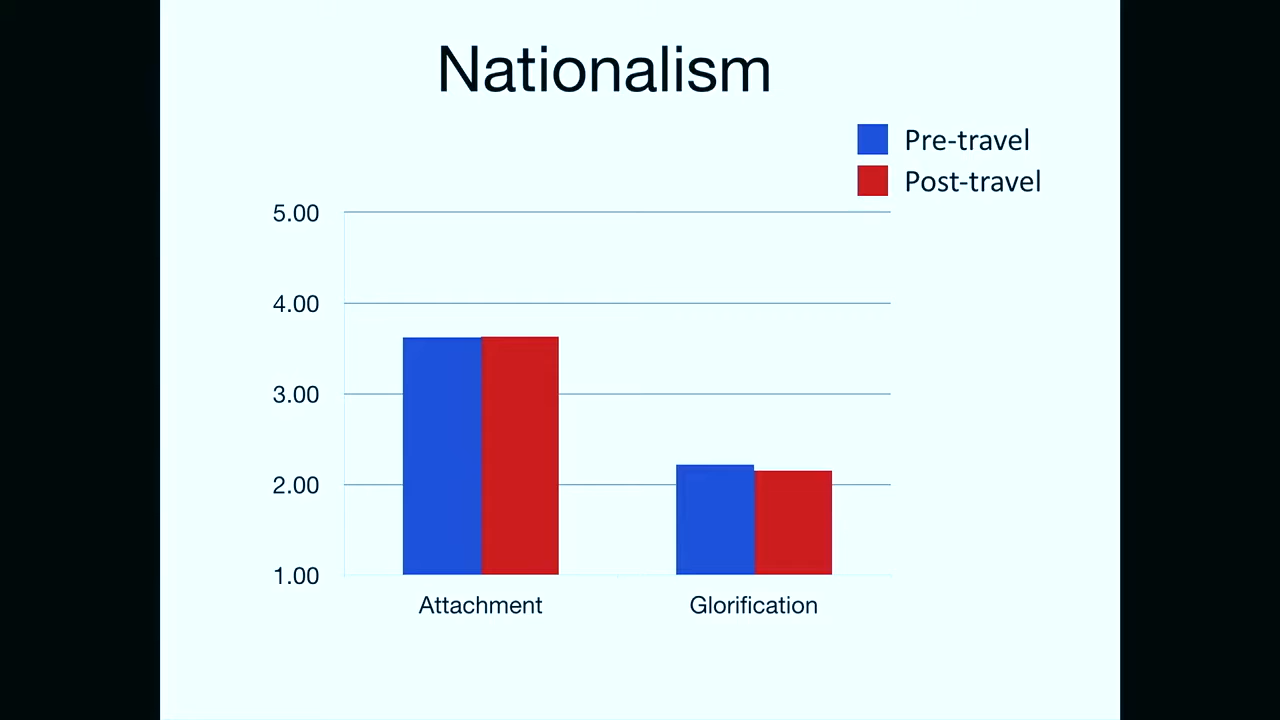 Nationalism
Pre-travel
Post-travel
5.00
4.00
3.00
2.00
1.00
Attachment
Glorification